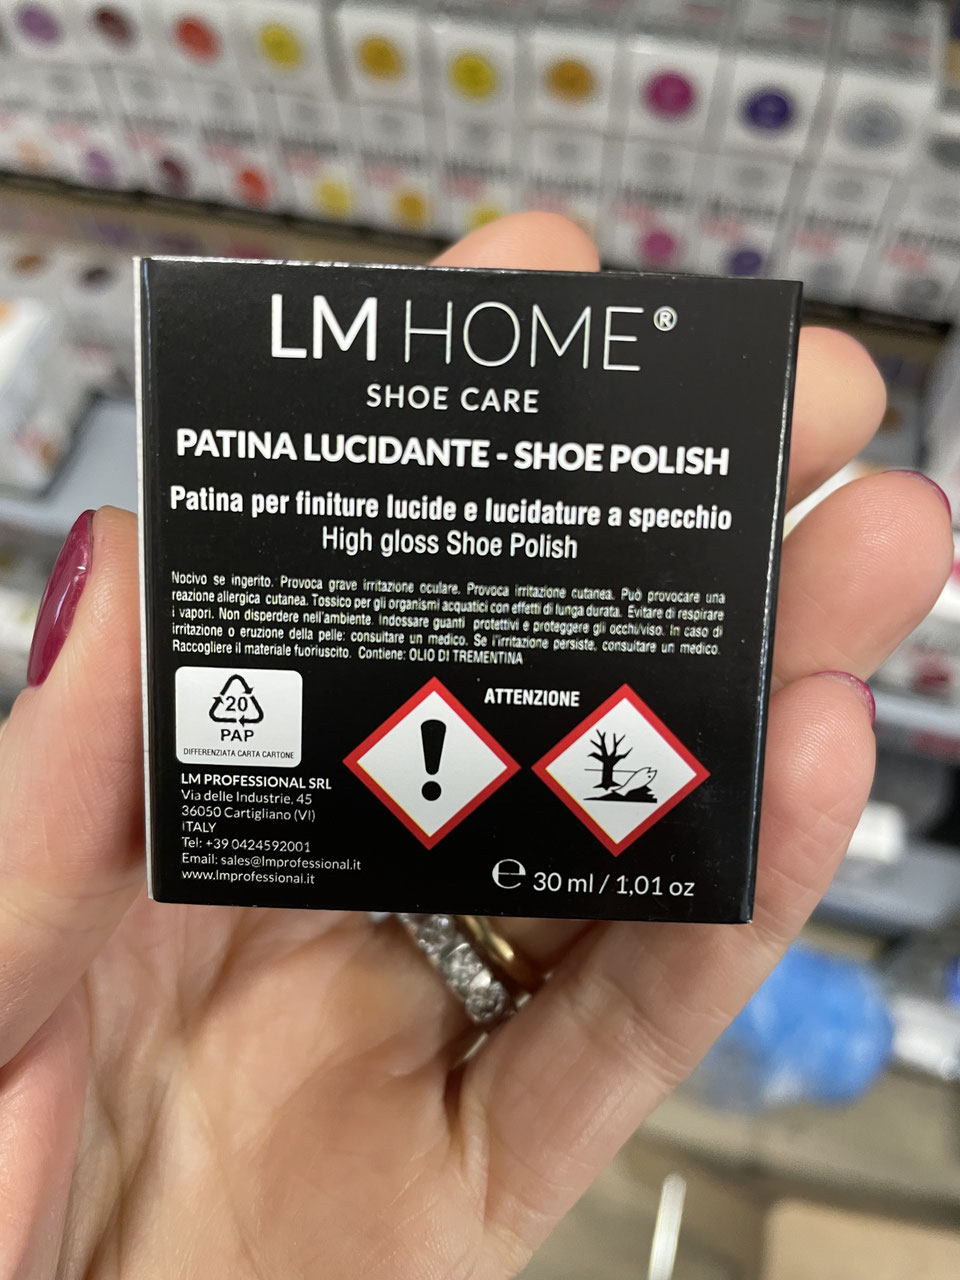 LM HOME®
SHOE CARE
PATINA LUCIDANTE - SHOE POLISH
Patina per finiture lucide e lucidature a specchio
High gloss Shoe Polish
Nocivo se ingerito. Provoca grave irritazione oculare. Provoca irritazione cutanea. Può provocare una
reazione allergica cutanea. Tossico per gli organismi acquatici con effetti di lunga durata. Evitare di respirare
i vapori. Non disperdere nell'ambiente. Indossare guanti protettivi e proteggere gli occhi/viso. In caso di
irritazione o eruzione della pelle: consultare un medico. Se l'irritazione persiste, consultare un medico.
Raccogliere il materiale fuoriuscito. Contiene: OLIO DI TREMENTINA
ATTENZIONE
20
PAP
DIFFERENZIATA CARTA CARTONE
LM PROFESSIONAL SRL
Via delle Industrie, 45
36050 Cartigliano (VI)
ITALY
Tel: +39 0424592001
Email: sales@lmprofessional.it
www.lmprofessional.it
℮ 30 ml / 1,01 oz